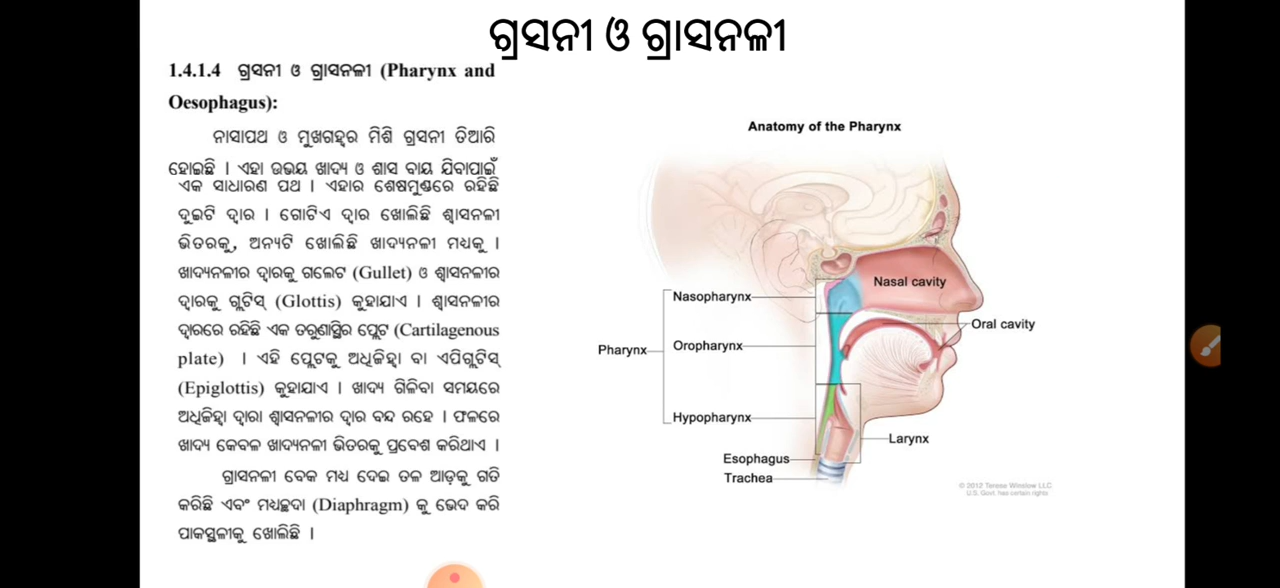 ଗ୍ରସନୀ ଓ ଗ୍ରାସନଳୀ
1.4.1.4 ଗ୍ରସନୀ ଓ ଗ୍ରାସନଳୀ (Pharynx and
Oesophagus):
ନାସାପଥ ଓ ମୁଖଗହ୍ୱର ମିଶି ଗ୍ରସନୀ ତିଆରି
ହୋଇଛି । ଏହା ଉଭୟ ଖାଦ୍ୟ ଓ ଶ୍ୱାସ ବାୟୁ ଯିବାପାଇଁ
ଏକ ସାଧାରଣ ପଥ । ଏହାର ଶେଷମୁଣ୍ଡରେ ରହିଛି
ଦୁଇଟି ଦ୍ୱାର । ଗୋଟିଏ ଦ୍ୱାର ଖୋଲିଛି ଶ୍ୱାସନଳୀ
ଭିତରକୁ, ଅନ୍ୟଟି ଖୋଲିଛି ଖାଦ୍ୟନଳୀ ମଧ୍ୟକୁ ।
ଖାଦ୍ୟନଳୀର ଦ୍ୱାରକୁ ଗଲେଟ (Gullet) ଓ ଶ୍ୱାସନଳୀର
ଦ୍ୱାରକୁ ଗ୍ଲଟିସ୍ (Glottis) କୁହାଯାଏ । ଶ୍ୱାସନଳୀର
ଦ୍ୱାରରେ ରହିଛି ଏକ ତରୁଣାସ୍ଥିର ପ୍ଲେଟ (Cartilagenous
plate) । ଏହି ପ୍ଲେଟକୁ ଅଧିଜିହ୍ୱା ବା ଏପିଗ୍ଲଟିସ୍
(Epiglottis) କୁହାଯାଏ । ଖାଦ୍ୟ ଗିଳିବା ସମୟରେ
ଅଧିଜିହ୍ୱା ଦ୍ୱାରା ଶ୍ୱାସନଳୀର ଦ୍ୱାର ବନ୍ଦ ରହେ । ଫଳରେ
ଖାଦ୍ୟ କେବଳ ଖାଦ୍ୟନଳୀ ଭିତରକୁ ପ୍ରବେଶ କରିଥାଏ ।
ଗ୍ରାସନଳୀ ବେକ ମଧ୍ୟ ଦେଇ ତଳ ଆଡ଼କୁ ଗତି
କରିଛି ଏବଂ ମଧ୍ୟଚ୍ଛଦା (Diaphragm) କୁ ଭେଦ କରି
ପାକସ୍ଥଳୀକୁ ଖୋଲିଛି ।
Anatomy of the Pharynx
Nasal cavity
Nasopharynx
Oral cavity
Pharynx
Oropharynx
Hypopharynx
Larynx
Esophagus
Trachea
© 2012 Terese Winslow LLC
U.S. Govt. has certain rights